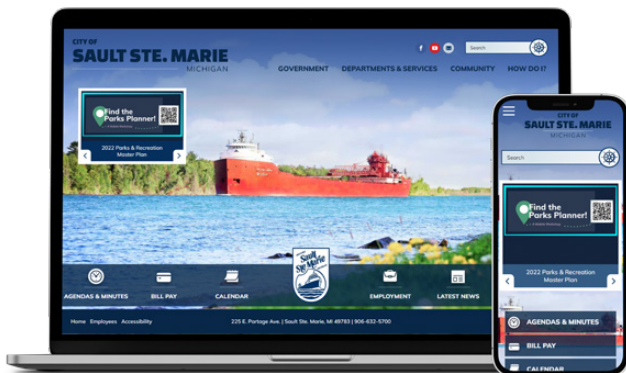 CITY OF
SAULT STE. MARIE
MICHIGAN
Search
GOVERNMENT DEPARTMENTS & SERVICES COMMUNITY HOW DO I?
Find the
Parks Planner!
2022 Parks & Recreation
Master Plan
Sault
Ste Marie
AGENDAS & MINUTES BILL PAY CALENDAR EMPLOYMENT LATEST NEWS
Home Employees Accessibility
225 E. Portage Ave. | Sault Ste. Marie, MI 49783 | 906-632-5700
CITY OF
SAULT STE. MARIE
MICHIGAN
Search
Find the
Parks Planner!
2022 Parks & Recreation
Master Plan
AGENDAS & MINUTES
BILL PAY
CALENDAR